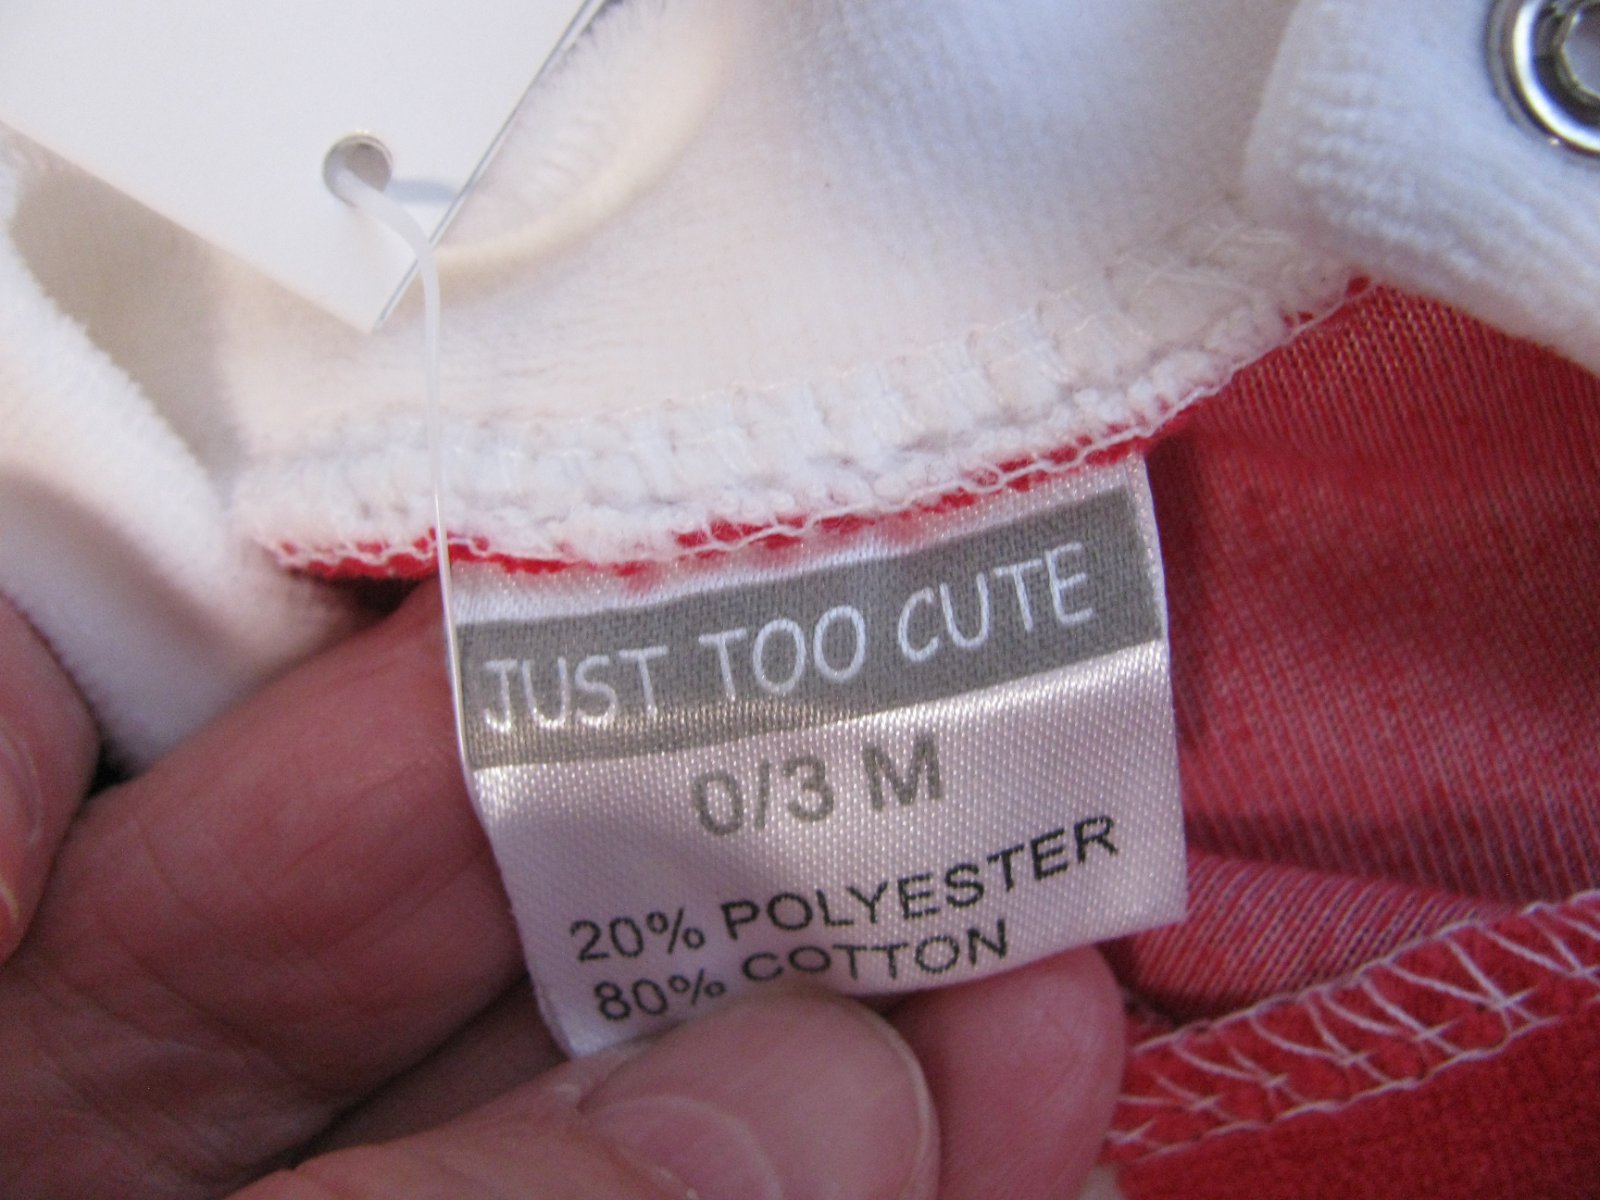 JUST TOO CUTE
0/3 M
20% POLYESTER
80% COTTON